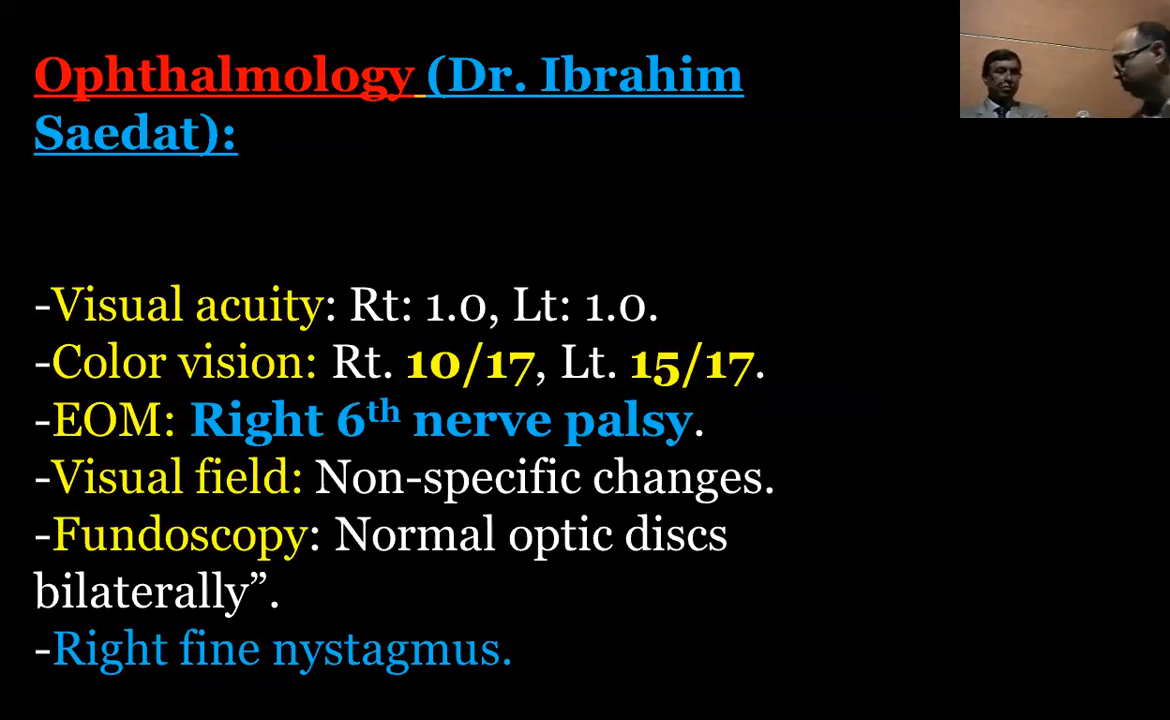 Ophthalmology (Dr. Ibrahim
Saedat):
-Visual acuity: Rt: 1.0, Lt: 1.0.
-Color vision: Rt. 10/17, Lt. 15/17.
-EOM: Right 6th nerve palsy.
-Visual field: Non-specific changes.
-Fundoscopy: Normal optic discs
bilaterally”.
-Right fine nystagmus.